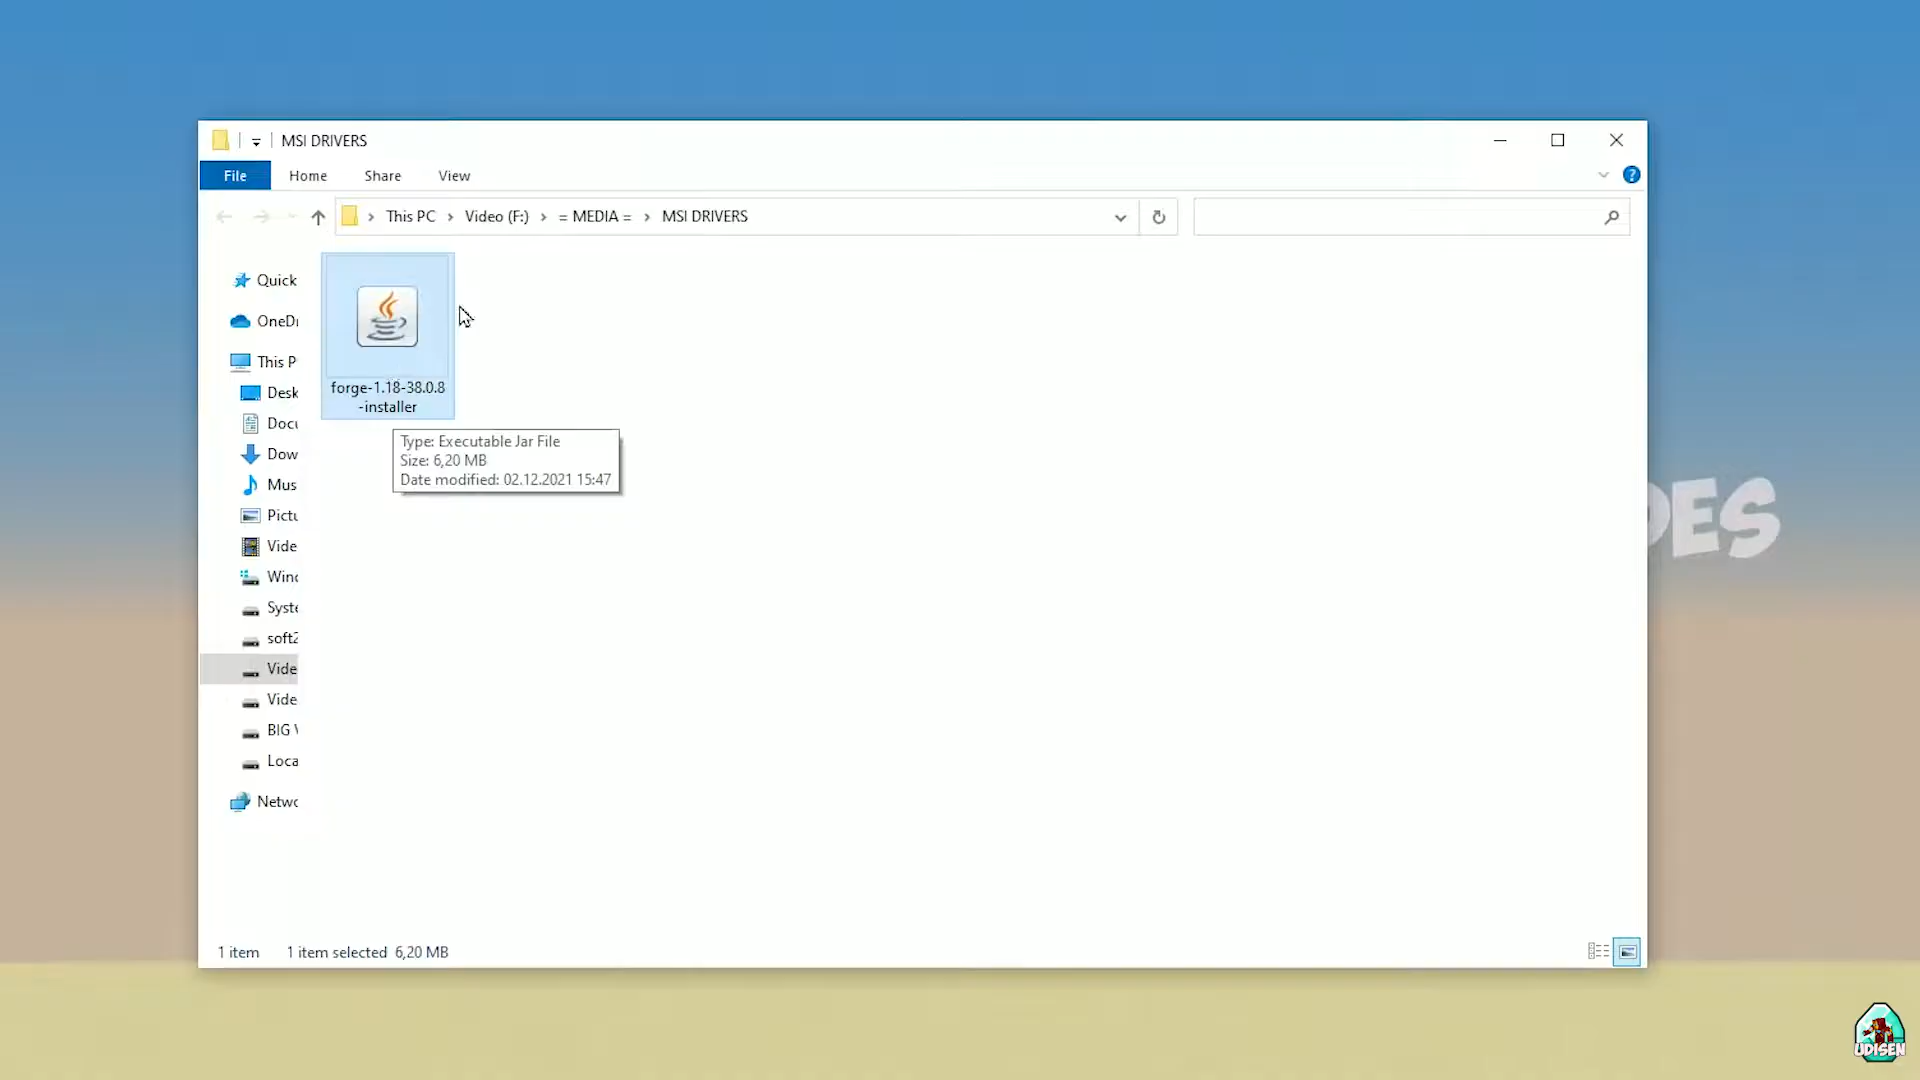 MSI DRIVERS
File Home Share View
This PC Video (F:) = MEDIA = MSI DRIVERS
Quick
OneDr
This P
Desk
Docu
Dow
Mus
Pictu
Vide
Wind
Syste
soft2
Vide
Vide
BIG V
Loca
Netwo
forge-1.18-38.0.8
-installer
Type: Executable Jar File
Size: 6,20 MB
Date modified: 02.12.2021 15:47
DES
1 item 1 item selected 6,20 MB
UDISEN